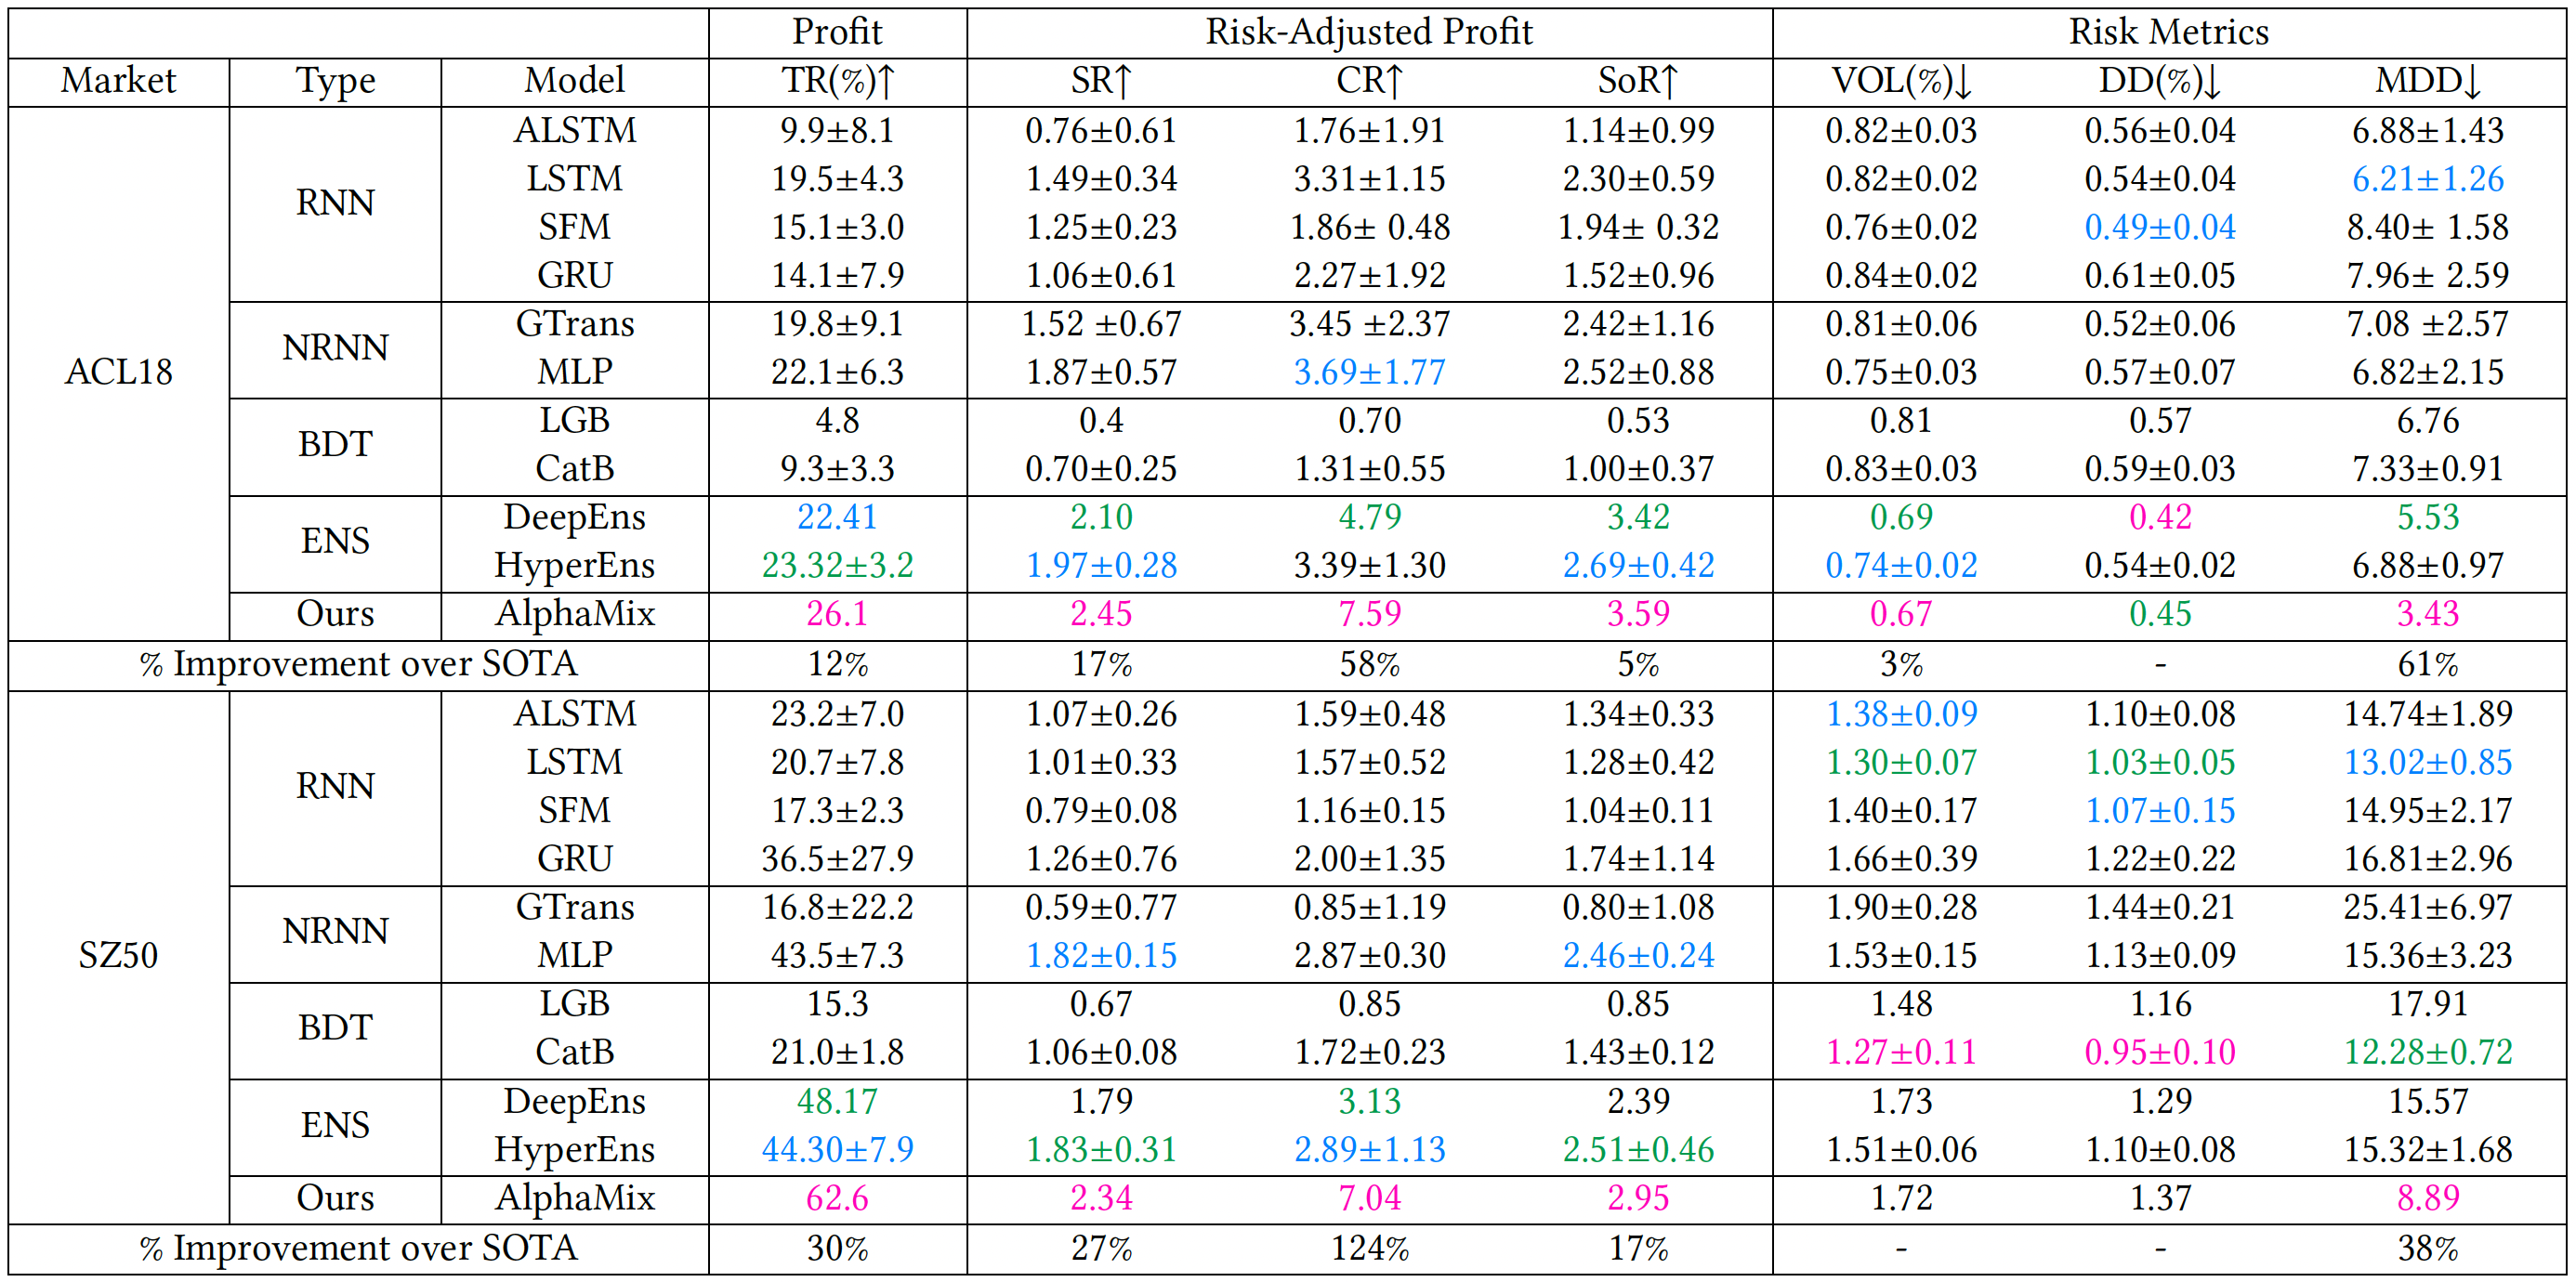 Profit Risk-Adjusted Profit Risk Metrics
Market Type Model TR(%)↑ SR↑ CR↑ SoR↑ VOL(%)↓ DD(%)↓ MDD↓
ACL18 RNN ALSTM 9.9±8.1 0.76±0.61 1.76±1.91 1.14±0.99 0.82±0.03 0.56±0.04 6.88±1.43
LSTM 19.5±4.3 1.49±0.34 3.31±1.15 2.30±0.59 0.82±0.02 0.54±0.04 6.21±1.26
SFM 15.1±3.0 1.25±0.23 1.86± 0.48 1.94± 0.32 0.76±0.02 0.49±0.04 8.40± 1.58
GRU 14.1±7.9 1.06±0.61 2.27±1.92 1.52±0.96 0.84±0.02 0.61±0.05 7.96± 2.59
NRNN GTrans 19.8±9.1 1.52 ±0.67 3.45 ±2.37 2.42±1.16 0.81±0.06 0.52±0.06 7.08 ±2.57
MLP 22.1±6.3 1.87±0.57 3.69±1.77 2.52±0.88 0.75±0.03 0.57±0.07 6.82±2.15
BDT LGB 4.8 0.4 0.70 0.53 0.81 0.57 6.76
CatB 9.3±3.3 0.70±0.25 1.31±0.55 1.00±0.37 0.83±0.03 0.59±0.03 7.33±0.91
ENS DeepEns 22.41 2.10 4.79 3.42 0.69 0.42 5.53
HyperEns 23.32±3.2 1.97±0.28 3.39±1.30 2.69±0.42 0.74±0.02 0.54±0.02 6.88±0.97
Ours AlphaMix 26.1 2.45 7.59 3.59 0.67 0.45 3.43
% Improvement over SOTA 12% 17% 58% 5% 3% - 61%
SZ50 RNN ALSTM 23.2±7.0 1.07±0.26 1.59±0.48 1.34±0.33 1.38±0.09 1.10±0.08 14.74±1.89
LSTM 20.7±7.8 1.01±0.33 1.57±0.52 1.28±0.42 1.30±0.07 1.03±0.05 13.02±0.85
SFM 17.3±2.3 0.79±0.08 1.16±0.15 1.04±0.11 1.40±0.17 1.07±0.15 14.95±2.17
GRU 36.5±27.9 1.26±0.76 2.00±1.35 1.74±1.14 1.66±0.39 1.22±0.22 16.81±2.96
NRNN GTrans 16.8±22.2 0.59±0.77 0.85±1.19 0.80±1.08 1.90±0.28 1.44±0.21 25.41±6.97
MLP 43.5±7.3 1.82±0.15 2.87±0.30 2.46±0.24 1.53±0.15 1.13±0.09 15.36±3.23
BDT LGB 15.3 0.67 0.85 0.85 1.48 1.16 17.91
CatB 21.0±1.8 1.06±0.08 1.72±0.23 1.43±0.12 1.27±0.11 0.95±0.10 12.28±0.72
ENS DeepEns 48.17 1.79 3.13 2.39 1.73 1.29 15.57
HyperEns 44.30±7.9 1.83±0.31 2.89±1.13 2.51±0.46 1.51±0.06 1.10±0.08 15.32±1.68
Ours AlphaMix 62.6 2.34 7.04 2.95 1.72 1.37 8.89
% Improvement over SOTA 30% 27% 124% 17% - - 38%